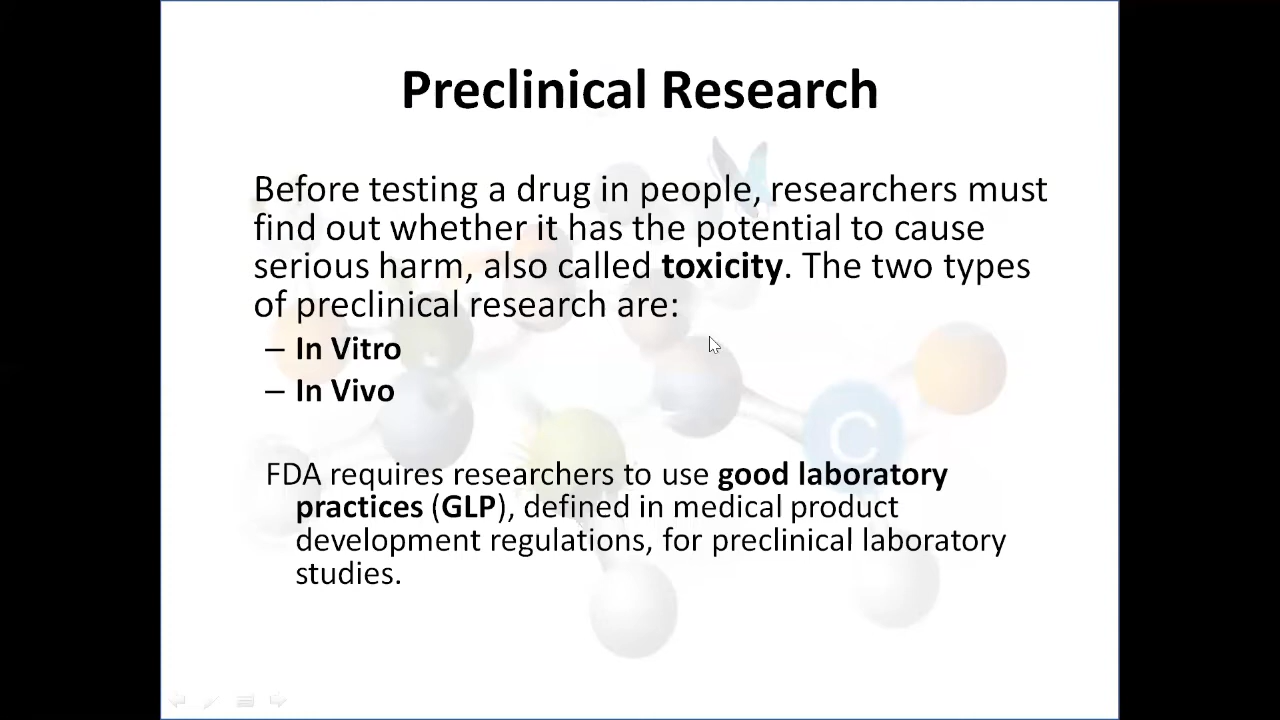 Preclinical Research
Before testing a drug in people, researchers must
find out whether it has the potential to cause
serious harm, also called toxicity. The two types
of preclinical research are:
– In Vitro
– In Vivo
FDA requires researchers to use good laboratory
practices (GLP), defined in medical product
development regulations, for preclinical laboratory
studies.
C